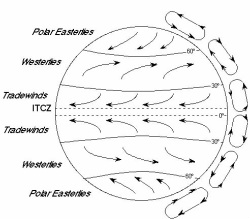 Polar Easterlies
60°
Westerlies
30°
Tradewinds
ITCZ
0°
Tradewinds
30°
Westerlies
60°
Polar Easterlies